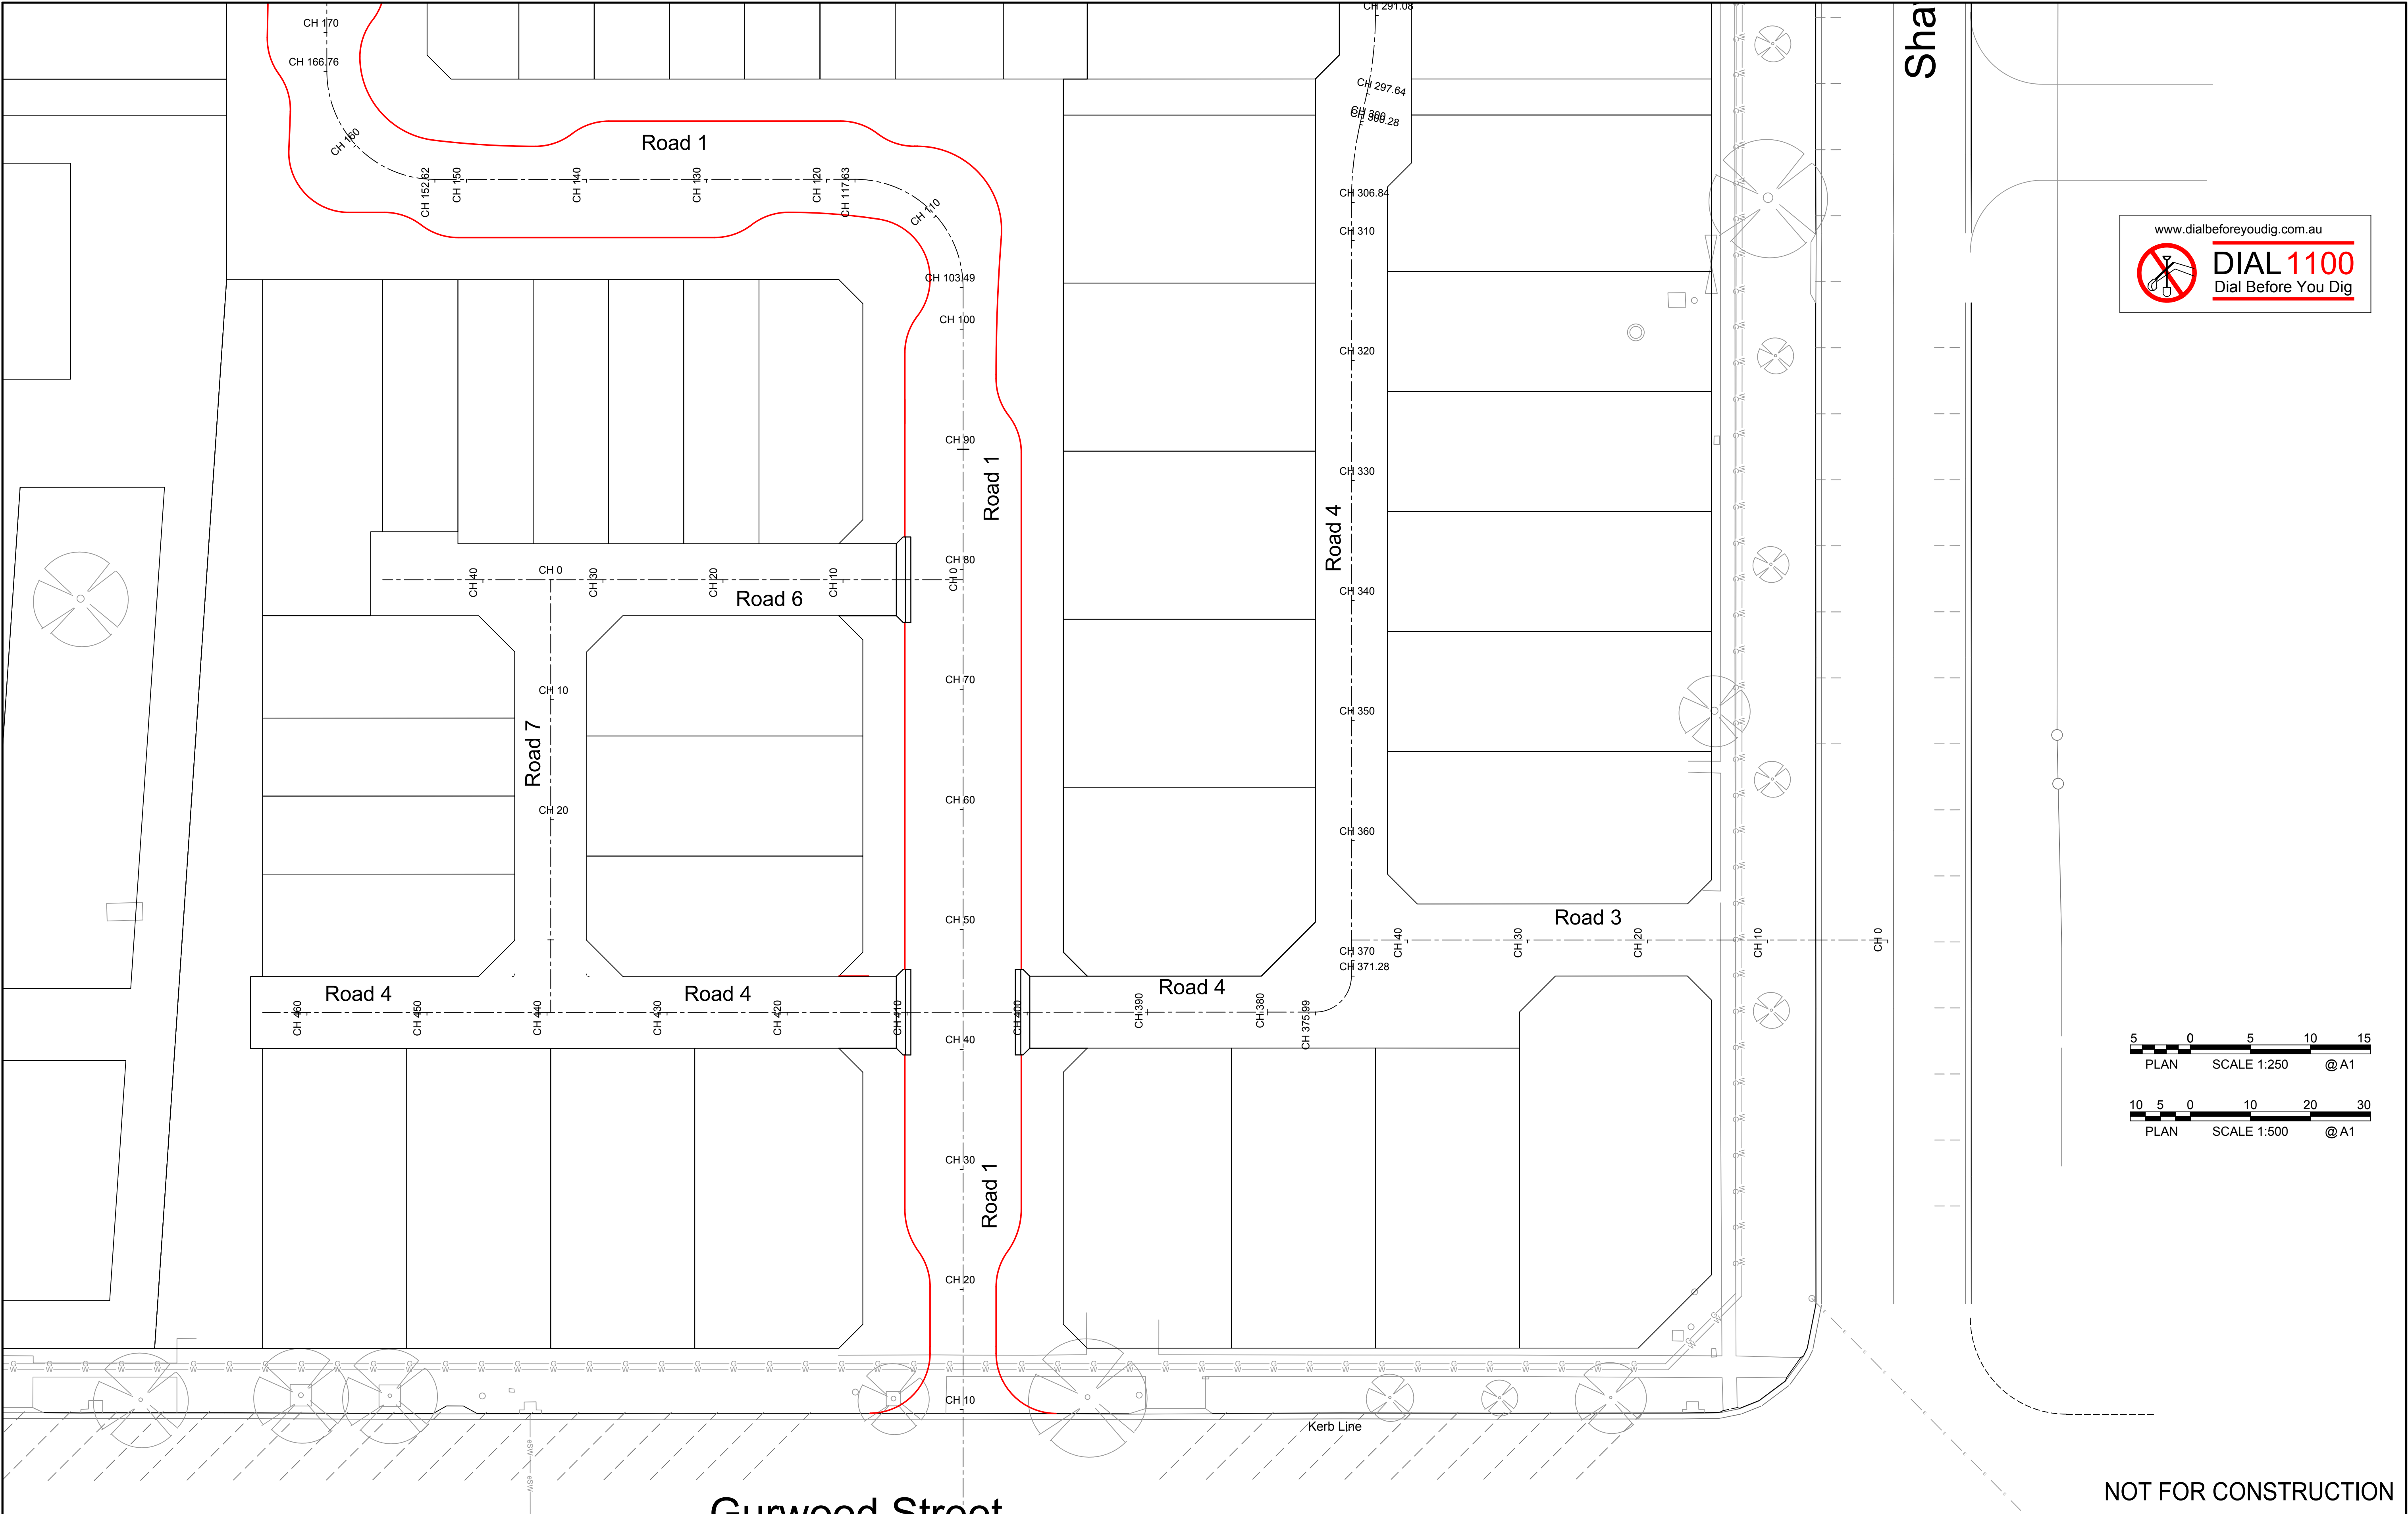 CH 291.08
Sha
CH 170
CH 166.76
CH 160
CH 152.62
CH 150
CH 140
CH 130
CH 120
CH 117.63
CH 110
CH 103.49
CH 100
Road 1
CH 297.64
CH 300
CH 300.28
CH 306.84
CH 310
CH 320
CH 330
CH 340
CH 350
CH 360
CH 370
CH 371.28
Road 4
www.dialbeforeyoudig.com.au
DIAL 1100
Dial Before You Dig
CH 90
Road 1
CH 80
CH 0
CH 10
CH 20
CH 30
CH 0
CH 40
Road 6
CH 70
CH 60
CH 50
CH 10
CH 20
Road 7
Road 3
CH 40
CH 30
CH 20
CH 10
CH 0
Road 4
Road 4
Road 4
CH 460
CH 450
CH 440
CH 430
CH 420
CH 410
CH 400
CH 390
CH 380
CH 375.99
CH 40
CH 30
Road 1
CH 20
CH 10
5 0 5 10 15
PLAN SCALE 1:250 @ A1
10 5 0 10 20 30
PLAN SCALE 1:500 @ A1
Kerb Line
Gurwood Street
NOT FOR CONSTRUCTION